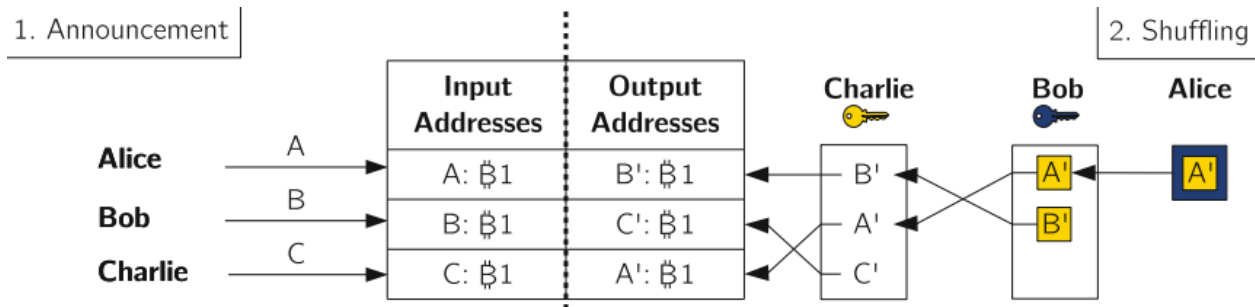 1. Announcement
2. Shuffling
Input
Addresses
Output
Addresses
Charlie
Bob
Alice
Alice
A
A: ₿1
B': ₿1
B'
A'
A'
Bob
B
B: ₿1
C': ₿1
A'
B'
Charlie
C
C: ₿1
A': ₿1
C'